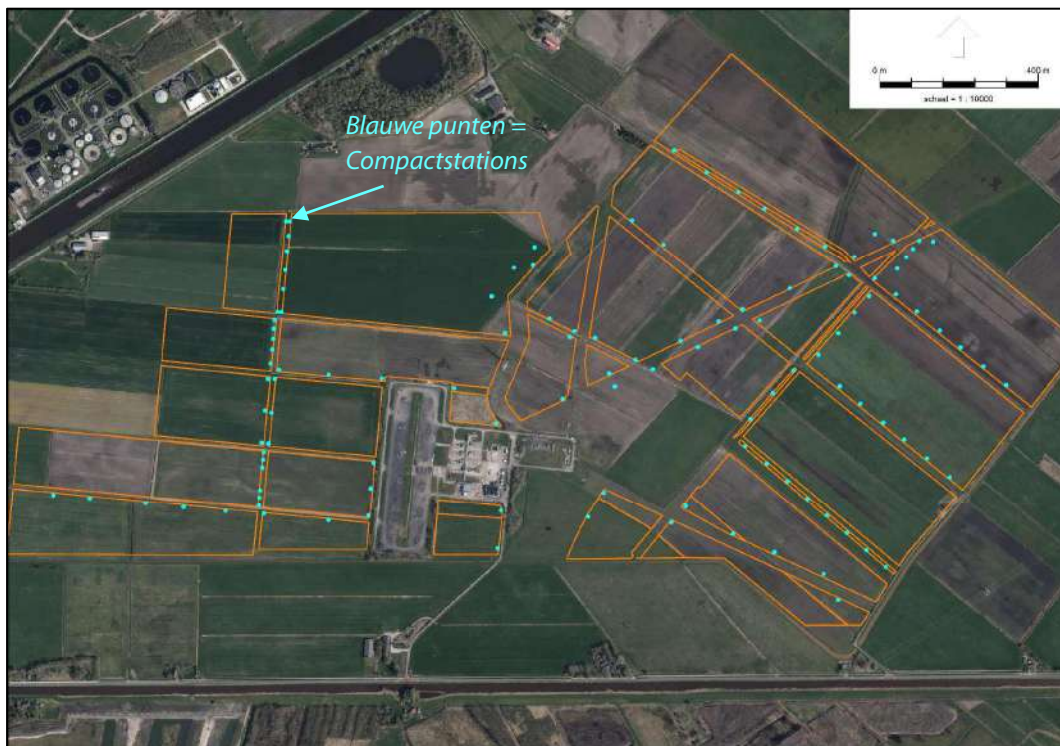 Blauwe punten =
Compactstations
0 m
400 m
schaal = 1 : 10000